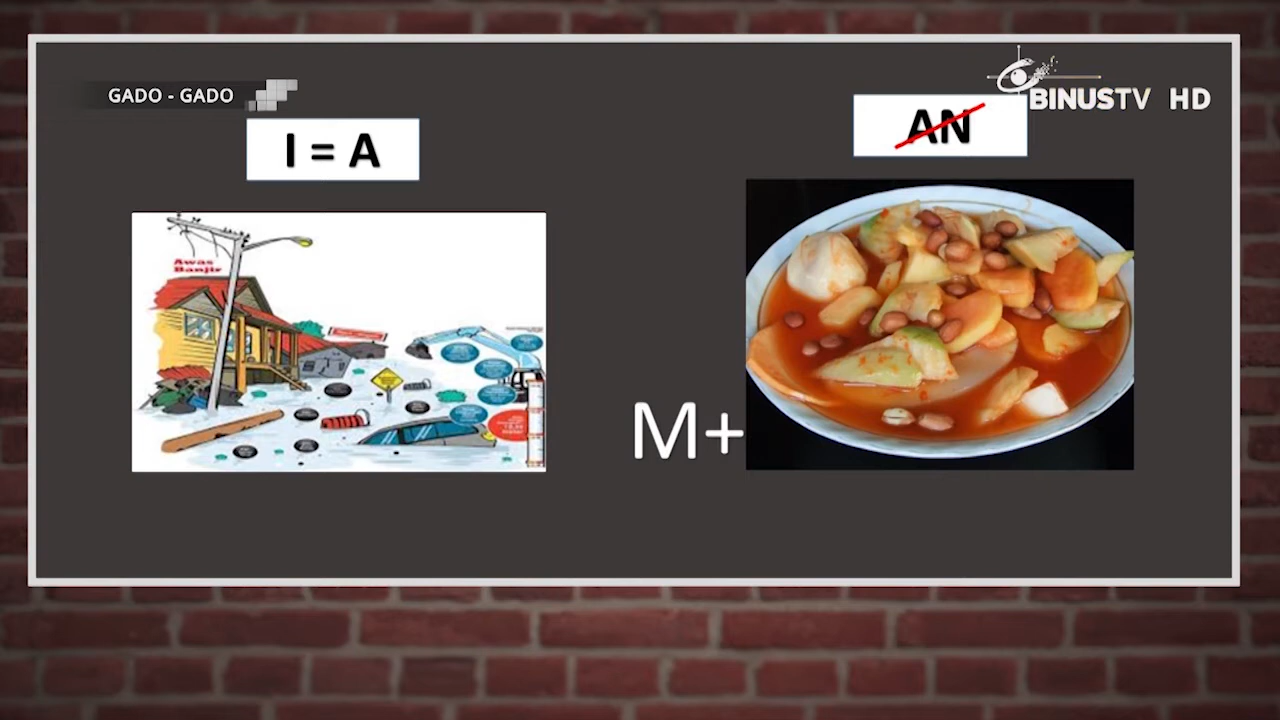 GADO - GADO
BINUSTV HD
I = A
AN
Awas
Banjir
M+